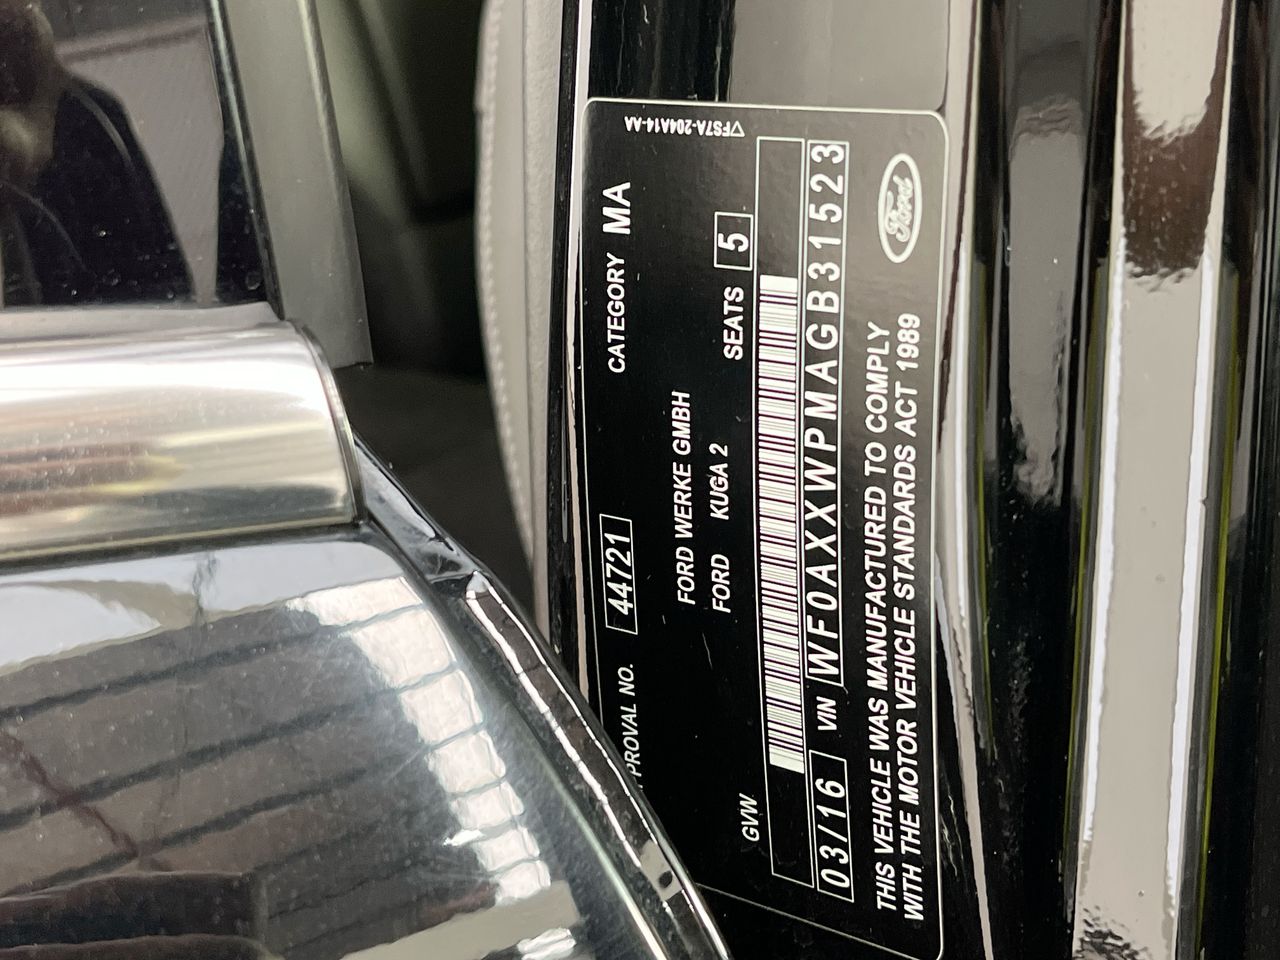 ▽FS7A-204A14-AA
PROVAL NO. 44721 CATEGORY MA
FORD WERKE GMBH
FORD KUGA 2 SEATS 5
GVW
03/16 VIN WF0AXXWPMAGB31523
THIS VEHICLE WAS MANUFACTURED TO COMPLY
WITH THE MOTOR VEHICLE STANDARDS ACT 1989
Ford